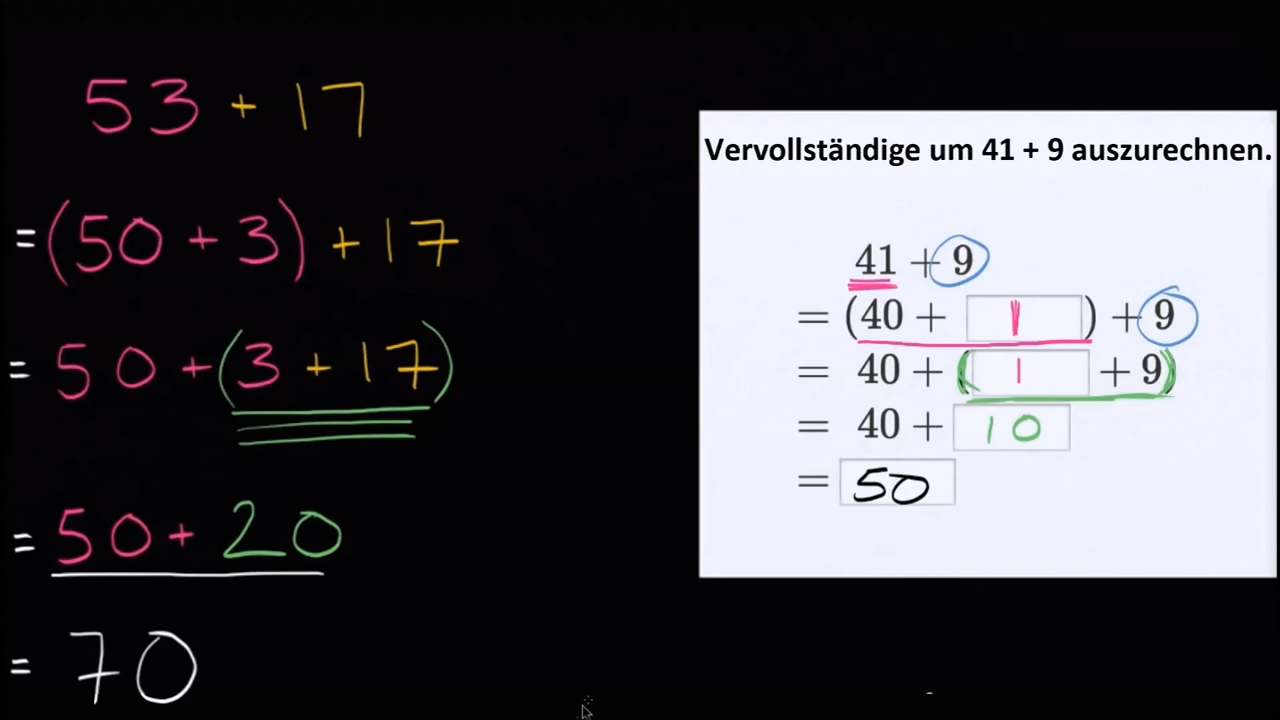 53 + 17
= (50 + 3) + 17
= 50 + (3 + 17)
= 50 + 20
= 70
Vervollständige um 41 + 9 auszurechnen.
41 + 9
= (40 + 1) + 9
= 40 + (1 + 9)
= 40 + 10
= 50